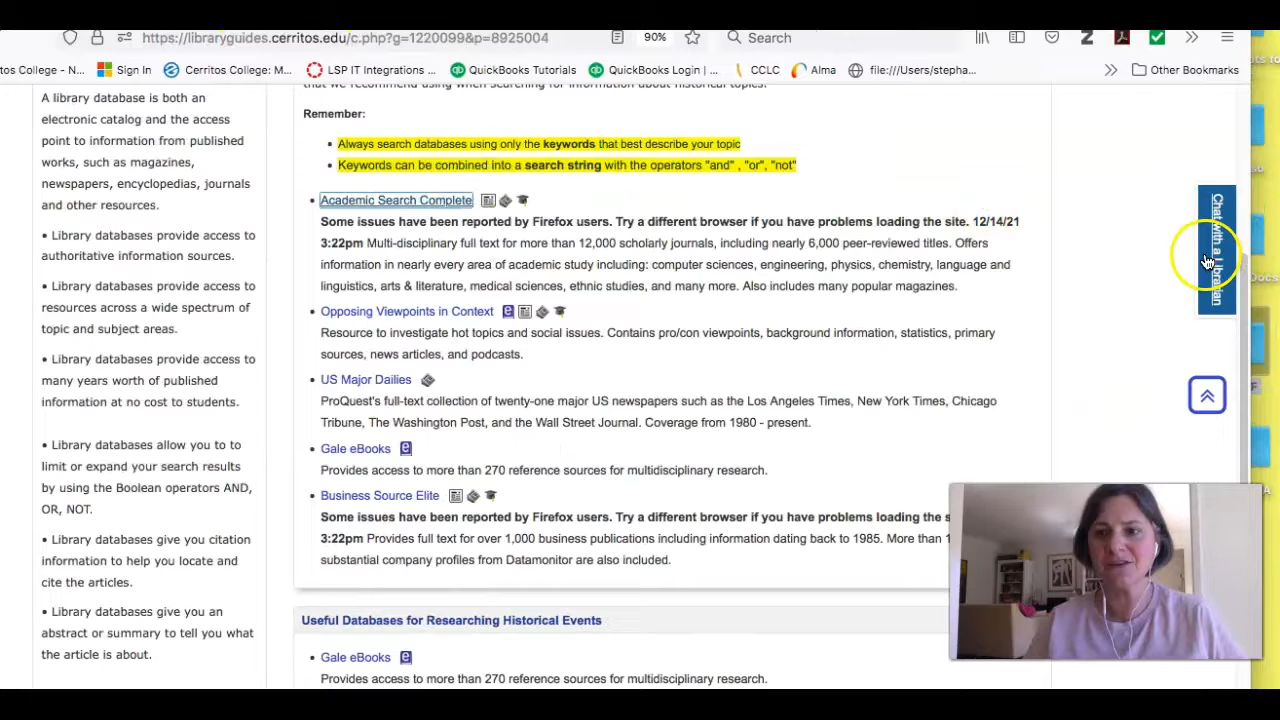 https://libraryguides.cerritos.edu/c.php?g=1220099&p=8925004
90%
Search
Cerritos College - N...
Sign In
Cerritos College: M...
LSP IT Integrations ...
QuickBooks Tutorials
QuickBooks Login | ...
CCLC
Alma
file:///Users/stepha...
Other Bookmarks
A library database is both an
electronic catalog and the access
point to information from published
works, such as magazines,
newspapers, encyclopedias, journals
and other resources.
• Library databases provide access to
authoritative information sources.
• Library databases provide access to
resources across a wide spectrum of
topic and subject areas.
• Library databases provide access to
many years worth of published
information at no cost to students.
• Library databases allow you to to
limit or expand your search results
by using the Boolean operators AND,
OR, NOT.
• Library databases give you citation
information to help you locate and
cite the articles.
• Library databases give you an
abstract or summary to tell you what
the article is about.
that we recommend using when searching for information about historical topics.
Remember:
• Always search databases using only the keywords that best describe your topic
• Keywords can be combined into a search string with the operators "and" , "or", "not"
• Academic Search Complete
Some issues have been reported by Firefox users. Try a different browser if you have problems loading the site. 12/14/21
3:22pm Multi-disciplinary full text for more than 12,000 scholarly journals, including nearly 6,000 peer-reviewed titles. Offers
information in nearly every area of academic study including: computer sciences, engineering, physics, chemistry, language and
linguistics, arts & literature, medical sciences, ethnic studies, and many more. Also includes many popular magazines.
• Opposing Viewpoints in Context
Resource to investigate hot topics and social issues. Contains pro/con viewpoints, background information, statistics, primary
sources, news articles, and podcasts.
• US Major Dailies
ProQuest's full-text collection of twenty-one major US newspapers such as the Los Angeles Times, New York Times, Chicago
Tribune, The Washington Post, and the Wall Street Journal. Coverage from 1980 - present.
• Gale eBooks
Provides access to more than 270 reference sources for multidisciplinary research.
• Business Source Elite
Some issues have been reported by Firefox users. Try a different browser if you have problems loading the s
3:22pm Provides full text for over 1,000 business publications including information dating back to 1985. More than 1
substantial company profiles from Datamonitor are also included.
Useful Databases for Researching Historical Events
• Gale eBooks
Provides access to more than 270 reference sources for multidisciplinary research.
Chat with a Librarian